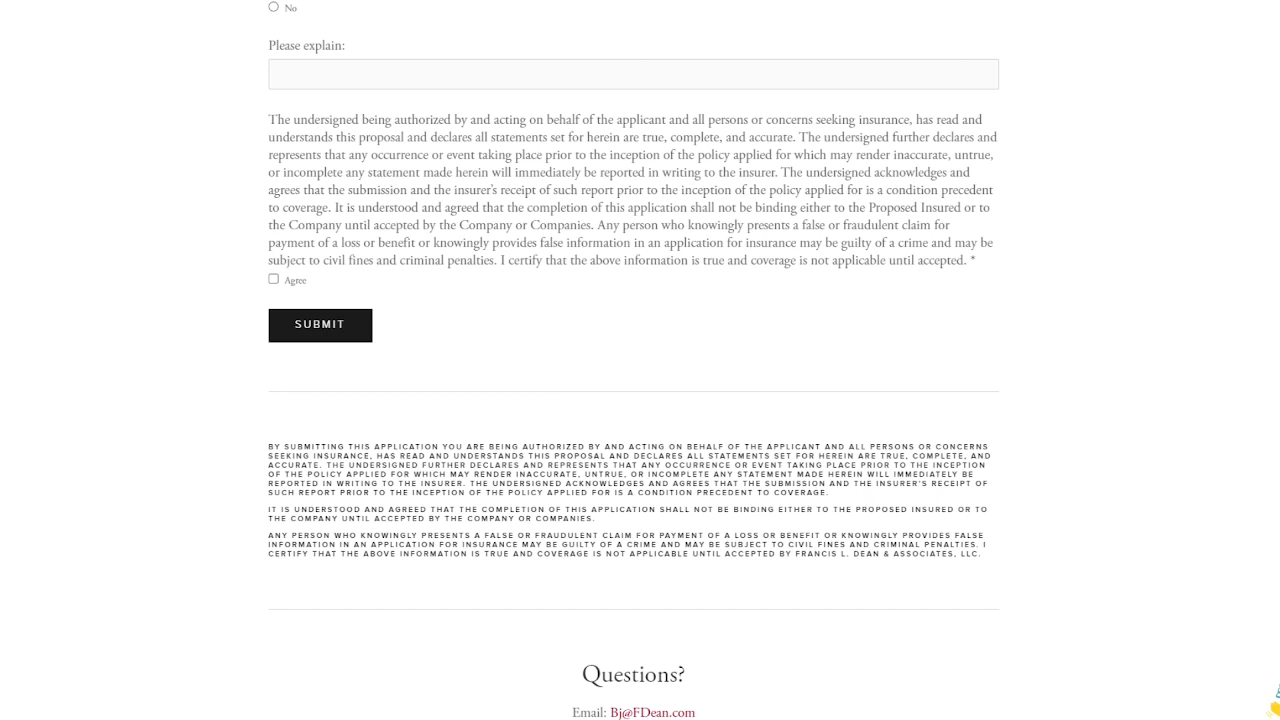 No
Please explain:
The undersigned being authorized by and acting on behalf of the applicant and all persons or concerns seeking insurance, has read and
understands this proposal and declares all statements set for herein are true, complete, and accurate. The undersigned further declares and
represents that any occurrence or event taking place prior to the inception of the policy applied for which may render inaccurate, untrue,
or incomplete any statement made herein will immediately be reported in writing to the insurer. The undersigned acknowledges and
agrees that the submission and the insurer's receipt of such report prior to the inception of the policy applied for is a condition precedent
to coverage. It is understood and agreed that the completion of this application shall not be binding either to the Proposed Insured or to
the Company until accepted by the Company or Companies. Any person who knowingly presents a false or fraudulent claim for
payment of a loss or benefit or knowingly provides false information in an application for insurance may be guilty of a crime and may be
subject to civil fines and criminal penalties. I certify that the above information is true and coverage is not applicable until accepted. *
Agree
SUBMIT
BY SUBMITTING THIS APPLICATION YOU ARE BEING AUTHORIZED BY AND ACTING ON BEHALF OF THE APPLICANT AND ALL PERSONS OR CONCERNS
SEEKING INSURANCE, HAS READ AND UNDERSTANDS THIS PROPOSAL AND DECLARES ALL STATEMENTS SET FOR HEREIN ARE TRUE, COMPLETE, AND
ACCURATE. THE UNDERSIGNED FURTHER DECLARES AND REPRESENTS THAT ANY OCCURRENCE OR EVENT TAKING PLACE PRIOR TO THE INCEPTION
OF THE POLICY APPLIED FOR WHICH MAY RENDER INACCURATE, UNTRUE, OR INCOMPLETE ANY STATEMENT MADE HEREIN WILL IMMEDIATELY BE
REPORTED IN WRITING TO THE INSURER. THE UNDERSIGNED ACKNOWLEDGES AND AGREES THAT THE SUBMISSION AND THE INSURER'S RECEIPT OF
SUCH REPORT PRIOR TO THE INCEPTION OF THE POLICY APPLIED FOR IS A CONDITION PRECEDENT TO COVERAGE.
IT IS UNDERSTOOD AND AGREED THAT THE COMPLETION OF THIS APPLICATION SHALL NOT BE BINDING EITHER TO THE PROPOSED INSURED OR TO
THE COMPANY UNTIL ACCEPTED BY THE COMPANY OR COMPANIES.
ANY PERSON WHO KNOWINGLY PRESENTS A FALSE OR FRAUDULENT CLAIM FOR PAYMENT OF A LOSS OR BENEFIT OR KNOWINGLY PROVIDES FALSE
INFORMATION IN AN APPLICATION FOR INSURANCE MAY BE GUILTY OF A CRIME AND MAY BE SUBJECT TO CIVIL FINES AND CRIMINAL PENALTIES. I
CERTIFY THAT THE ABOVE INFORMATION IS TRUE AND COVERAGE IS NOT APPLICABLE UNTIL ACCEPTED BY FRANCIS L. DEAN & ASSOCIATES, LLC.
Questions?
Email: Bj@FDean.com